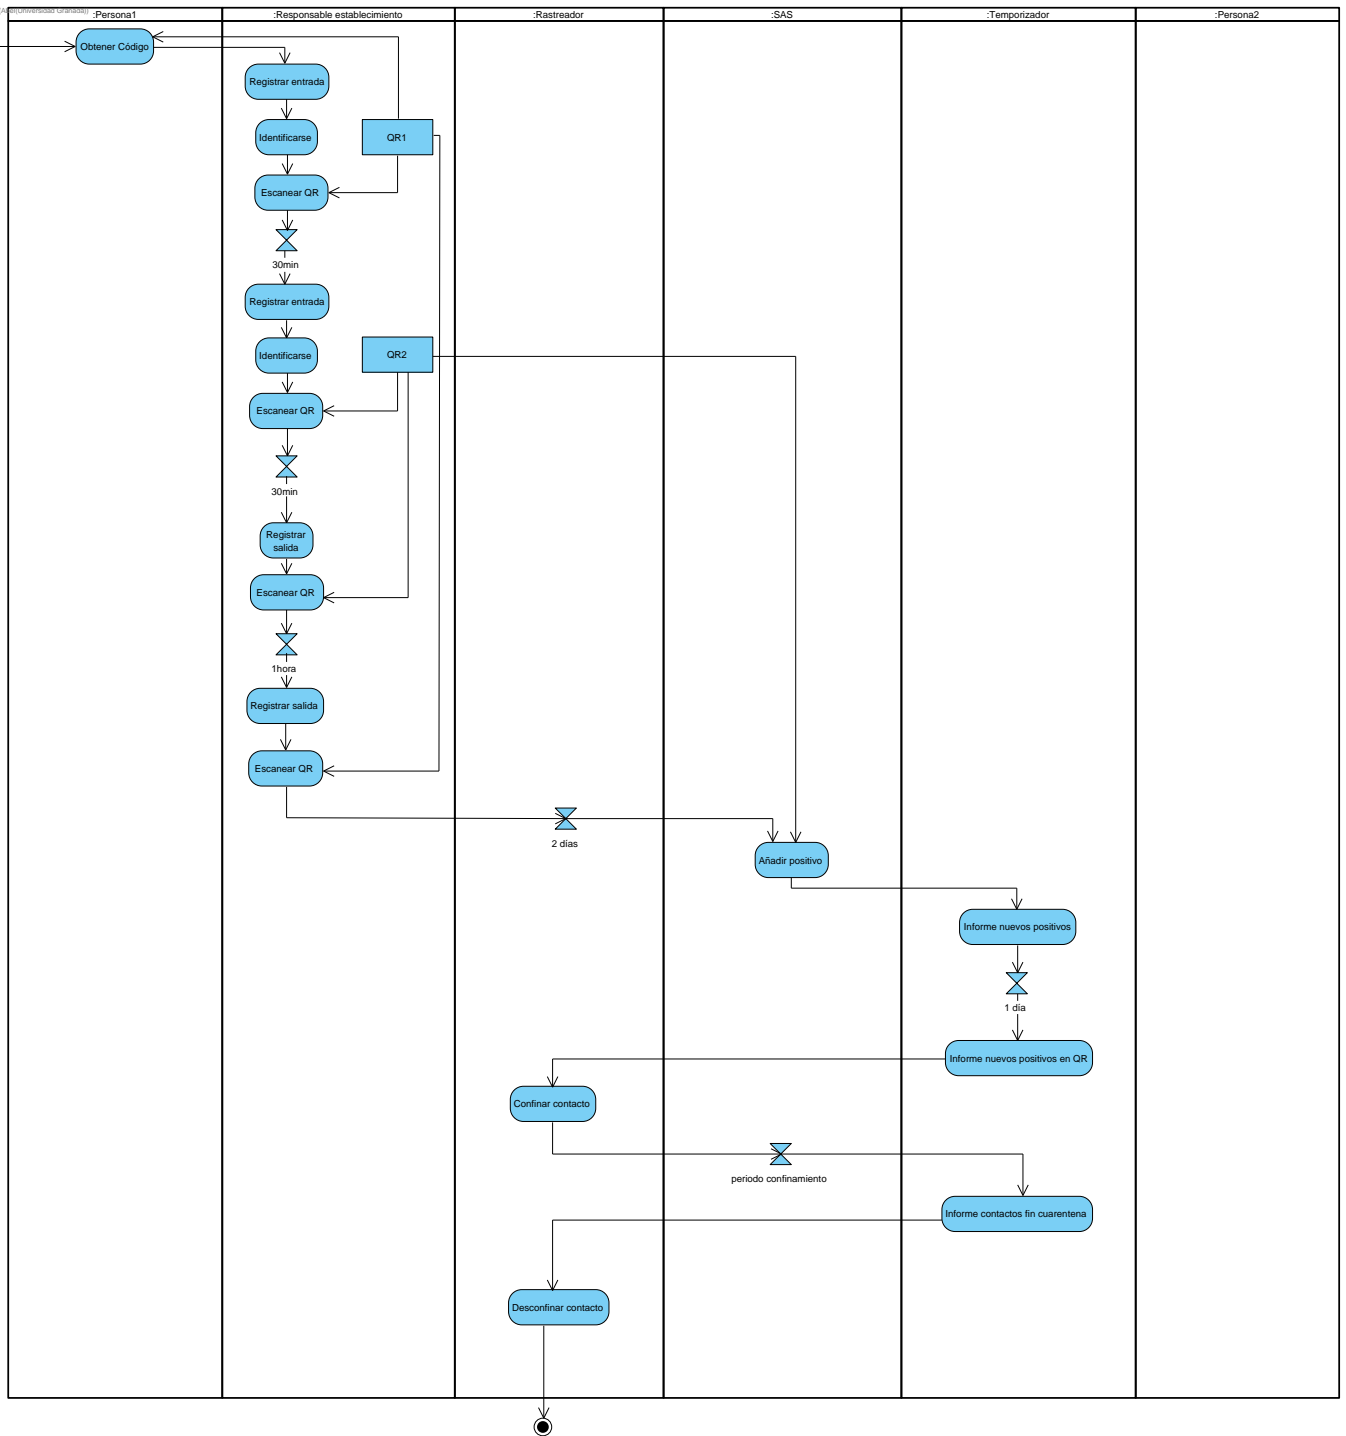 :Persona1
:Responsable establecimiento
:Rastreador
:SAS
:Temporizador
:Persona2
Obtener Código
Registrar entrada
Identificarse
QR1
Escanear QR
30min
Registrar entrada
Identificarse
QR2
Escanear QR
30min
Registrar
salida
Escanear QR
1hora
Registrar salida
Escanear QR
2 días
Añadir positivo
Informe nuevos positivos
1 día
Informe nuevos positivos en QR
Confinar contacto
periodo confinamiento
Informe contactos fin cuarentena
Desconfinar contacto